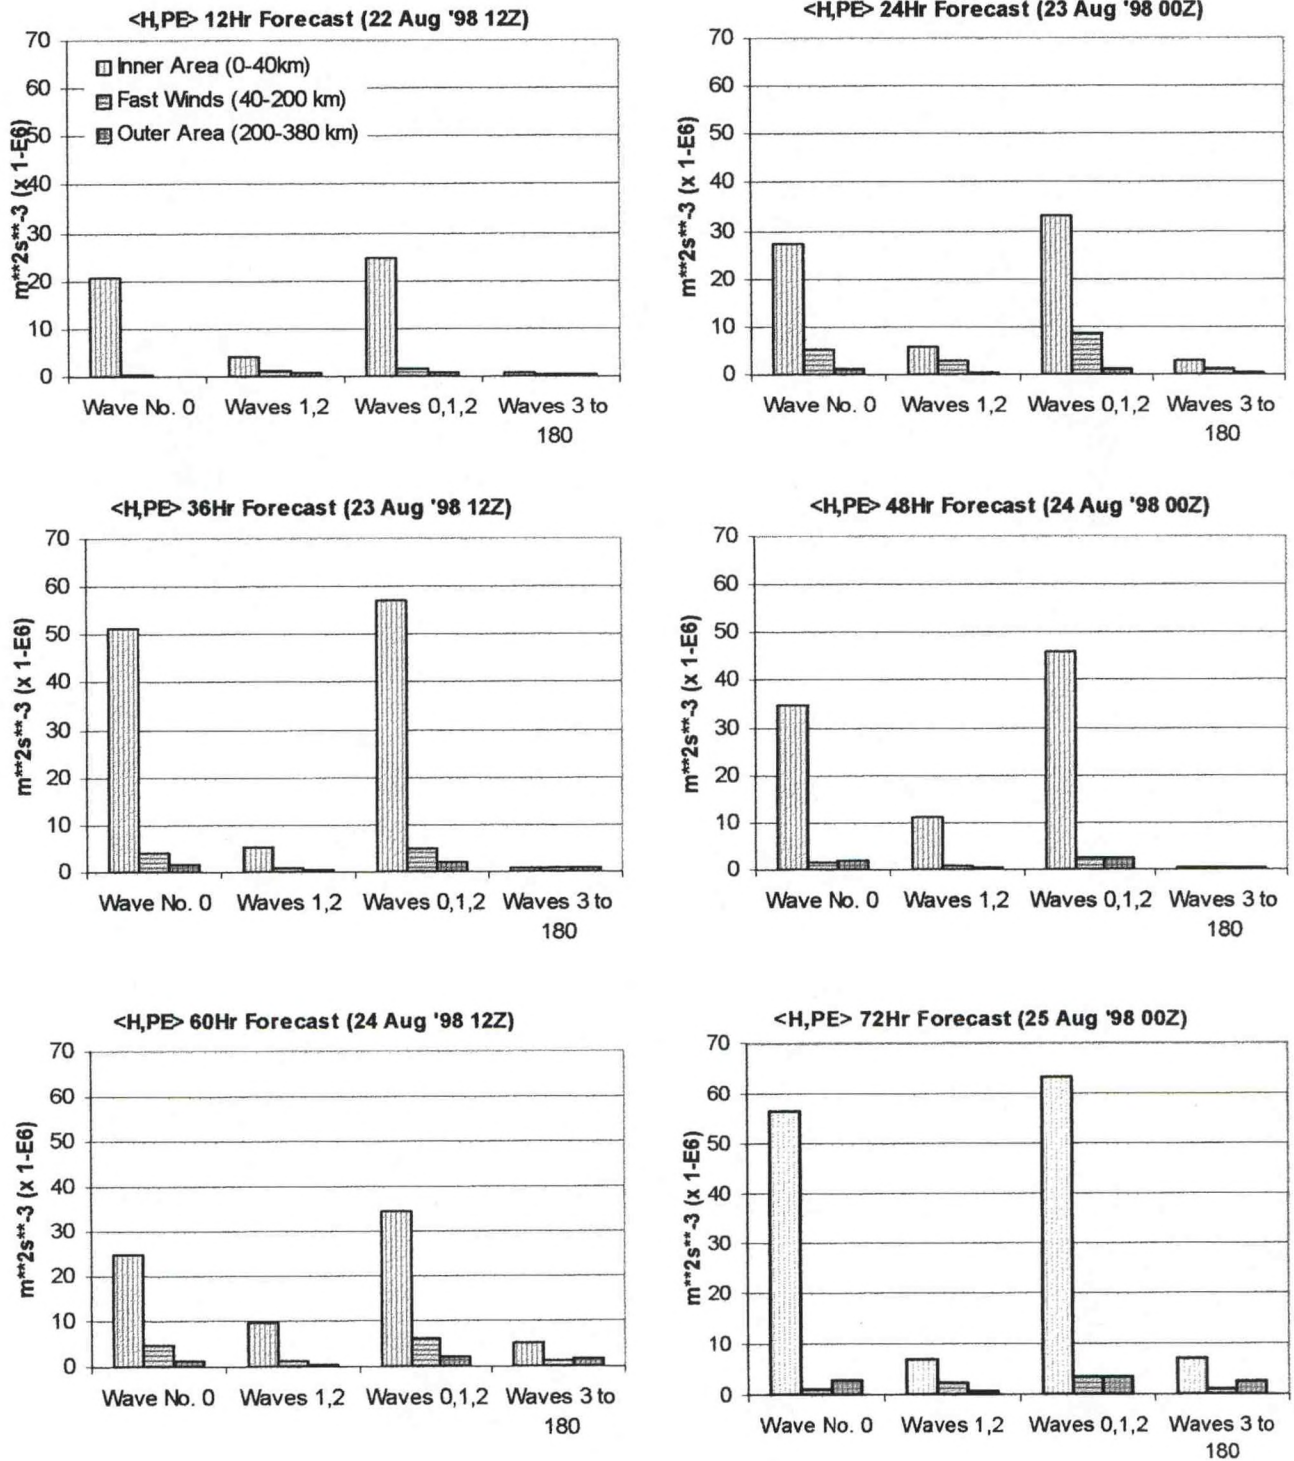 <H,PE> 12Hr Forecast (22 Aug '98 12Z)
70
60
50
40
30
20
10
0
m**2s**-3 (x 1-E6)
Inner Area (0-40km)
Fast Winds (40-200 km)
Outer Area (200-380 km)
Wave No. 0 Waves 1,2 Waves 0,1,2 Waves 3 to
180
<H,PE> 24Hr Forecast (23 Aug '98 00Z)
70
60
50
40
30
20
10
0
m**2s**-3 (x 1-E6)
Wave No. 0 Waves 1,2 Waves 0,1,2 Waves 3 to
180
<H,PE> 36Hr Forecast (23 Aug '98 12Z)
70
60
50
40
30
20
10
0
m**2s**-3 (x 1-E6)
Wave No. 0 Waves 1,2 Waves 0,1,2 Waves 3 to
180
<H,PE> 48Hr Forecast (24 Aug '98 00Z)
70
60
50
40
30
20
10
0
m**2s**-3 (x 1-E6)
Wave No. 0 Waves 1,2 Waves 0,1,2 Waves 3 to
180
<H,PE> 60Hr Forecast (24 Aug '98 12Z)
70
60
50
40
30
20
10
0
m**2s**-3 (x 1-E6)
Wave No. 0 Waves 1,2 Waves 0,1,2 Waves 3 to
180
<H,PE> 72Hr Forecast (25 Aug '98 00Z)
70
60
50
40
30
20
10
0
m**2s**-3 (x 1-E6)
Wave No. 0 Waves 1,2 Waves 0,1,2 Waves 3 to
180